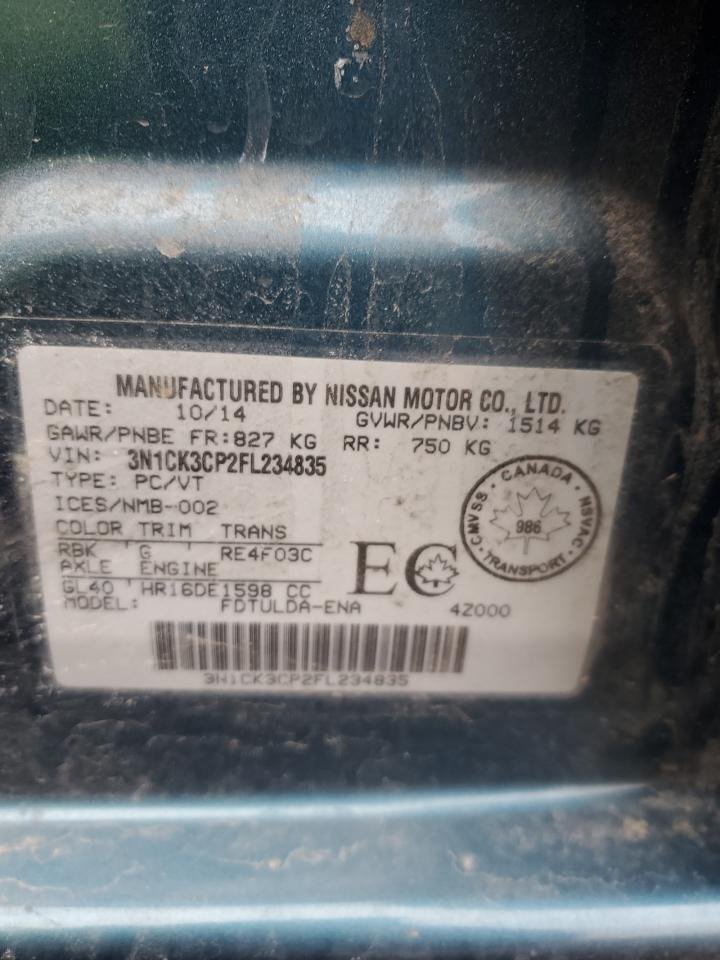 MANUFACTURED BY NISSAN MOTOR CO., LTD.
DATE: 10/14 GVWR/PNBV: 1514 KG
GAWR/PNBE FR:827 KG RR: 750 KG
VIN: 3N1CK3CP2FL234835
TYPE: PC/VT
ICES/NMB-002
COLOR TRIM TRANS
RBK G RE4F03C
AXLE ENGINE
GL40 HR16DE1598 CC
MODEL: FDTULDA-ENA 4Z000
EC
CANADA
CMVSS · NSVAC
986
TRANSPORT
3N1CK3CP2FL234835